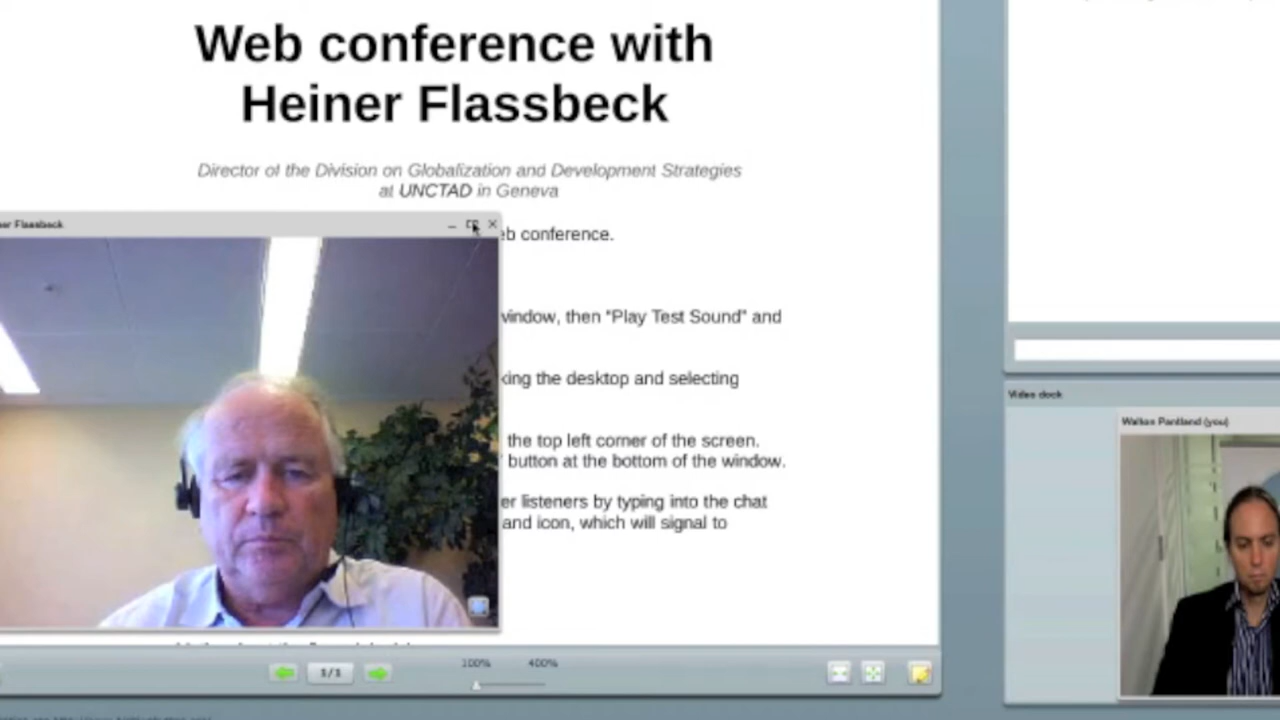 Web conference with
Heiner Flassbeck
Director of the Division on Globalization and Development Strategies
at UNCTAD in Geneva
er Flassbeck
eb conference.
window, then "Play Test Sound" and
king the desktop and selecting
the top left corner of the screen.
button at the bottom of the window.
er listeners by typing into the chat
and icon, which will signal to
1/1
100% 400%
Video dock
Walton Pantland (you)